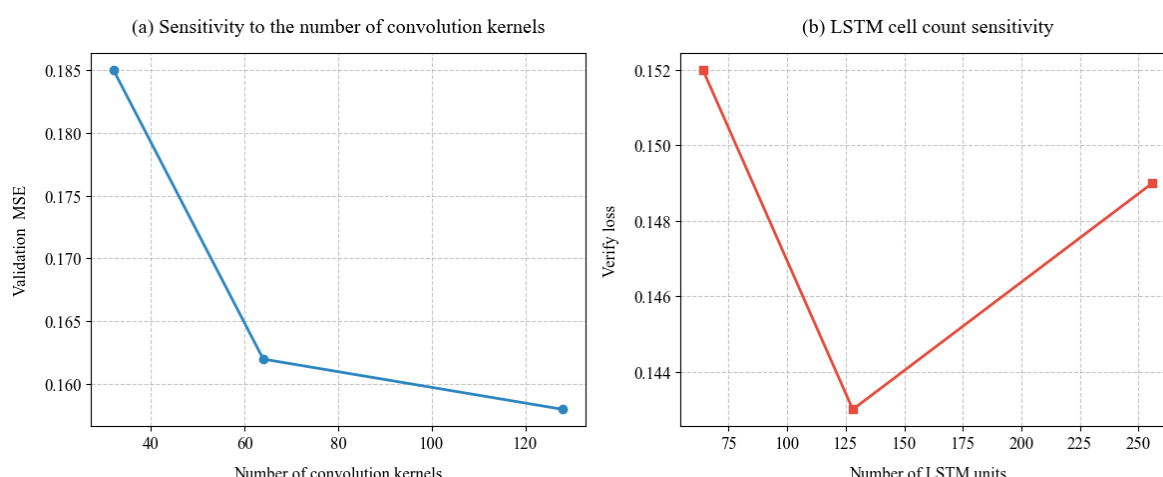 (a) Sensitivity to the number of convolution kernels
0.185
0.180
0.175
0.170
0.165
0.160
Validation  MSE
40 60 80 100 120
Number of convolution kernels
(b) LSTM cell count sensitivity
0.152
0.150
0.148
0.146
0.144
Verify loss
75 100 125 150 175 200 225 250
Number of LSTM units